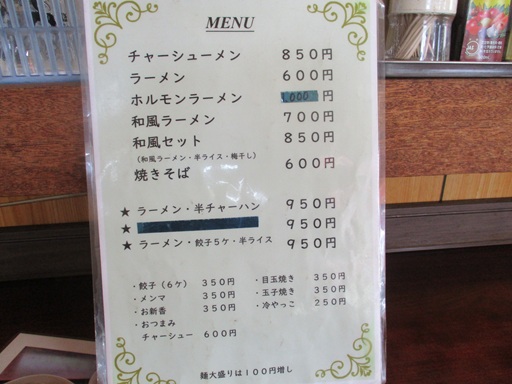 MENU
チャーシューメン ８５０円
ラーメン ６００円
ホルモンラーメン 1,000円
和風ラーメン ７００円
和風セット ８５０円
(和風ラーメン・半ライス・梅干し)
焼きそば ６００円
★ ラーメン・半チャーハン ９５０円
★ ９５０円
★ ラーメン・餃子５ケ・半ライス ９５０円
・餃子（６ケ） ３５０円 ・目玉焼き ３５０円
・メンマ ３５０円 ・玉子焼き ３５０円
・お新香 ３５０円 ・冷やっこ ２５０円
・おつまみ
チャーシュー ６００円
麺大盛りは１００円増し